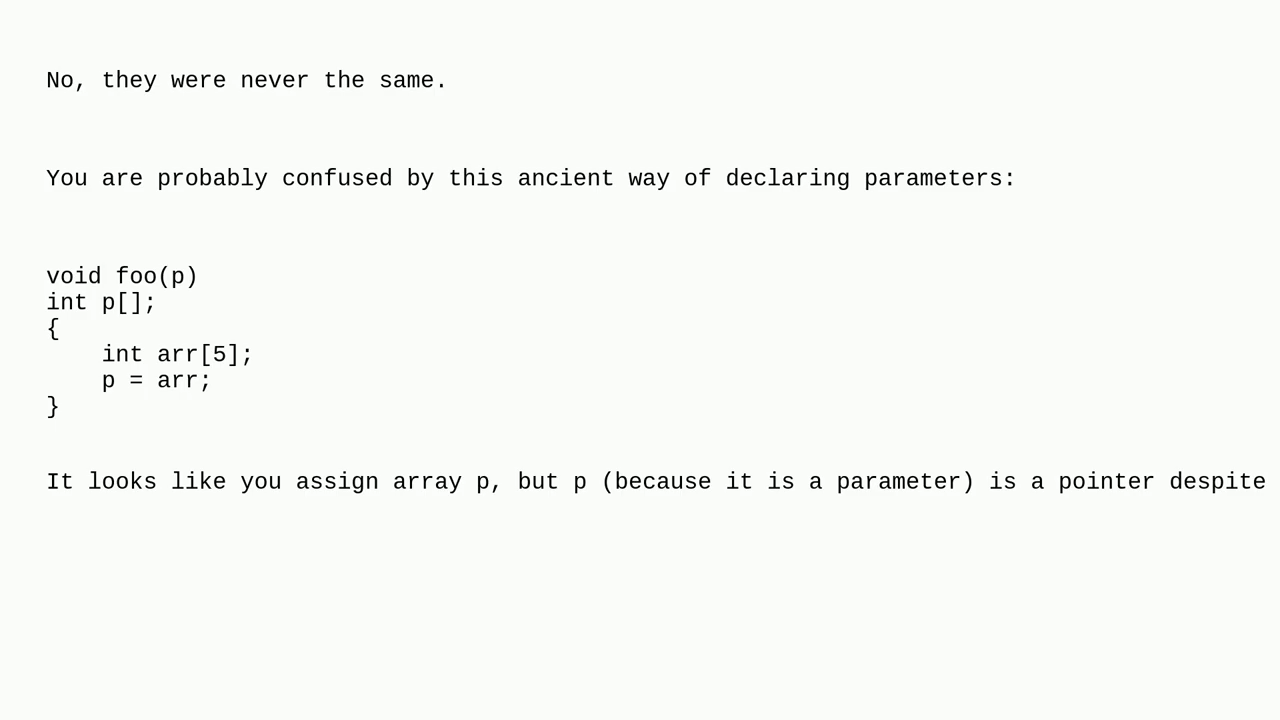 No, they were never the same.
You are probably confused by this ancient way of declaring parameters:
void foo(p)
int p[];
{
    int arr[5];
    p = arr;
}
It looks like you assign array p, but p (because it is a parameter) is a pointer despite